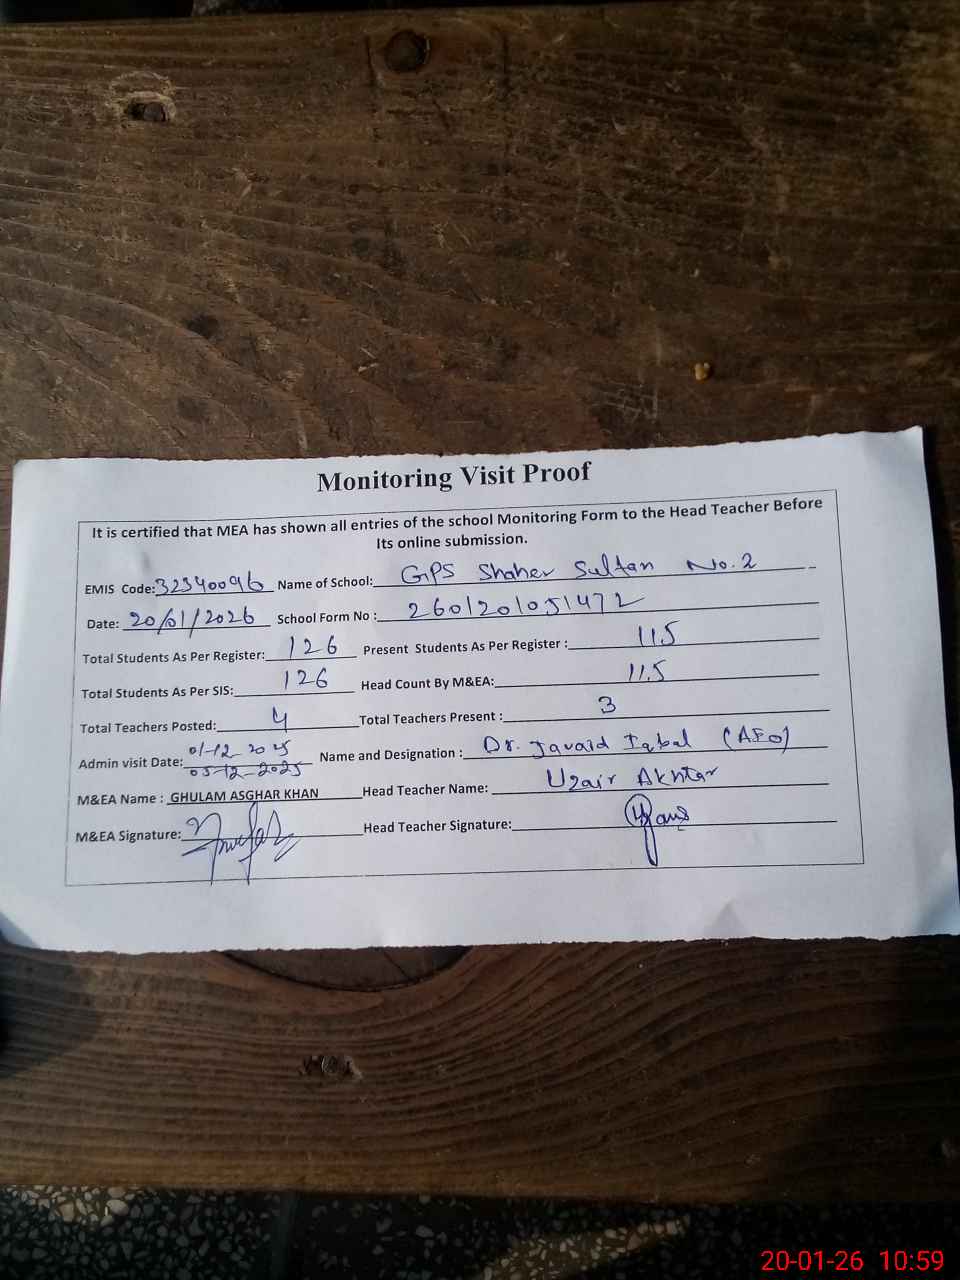 Monitoring Visit Proof
It is certified that MEA has shown all entries of the school Monitoring Form to the Head Teacher Before
Its online submission.
EMIS Code: 32340096 Name of School: GPS Shaher Sultan No. 2
Date: 20/01/2026 School Form No : 2601201051472
Total Students As Per Register: 126 Present Students As Per Register : 115
Total Students As Per SIS: 126 Head Count By M&EA: 115
Total Teachers Posted: 4 Total Teachers Present : 3
Admin visit Date: 01-12-2025 05-12-2025 Name and Designation : Dr. Javaid Iqbal (AEO)
M&EA Name : GHULAM ASGHAR KHAN Head Teacher Name: Uzair Akhtar
M&EA Signature: Head Teacher Signature:
20-01-26 10:59